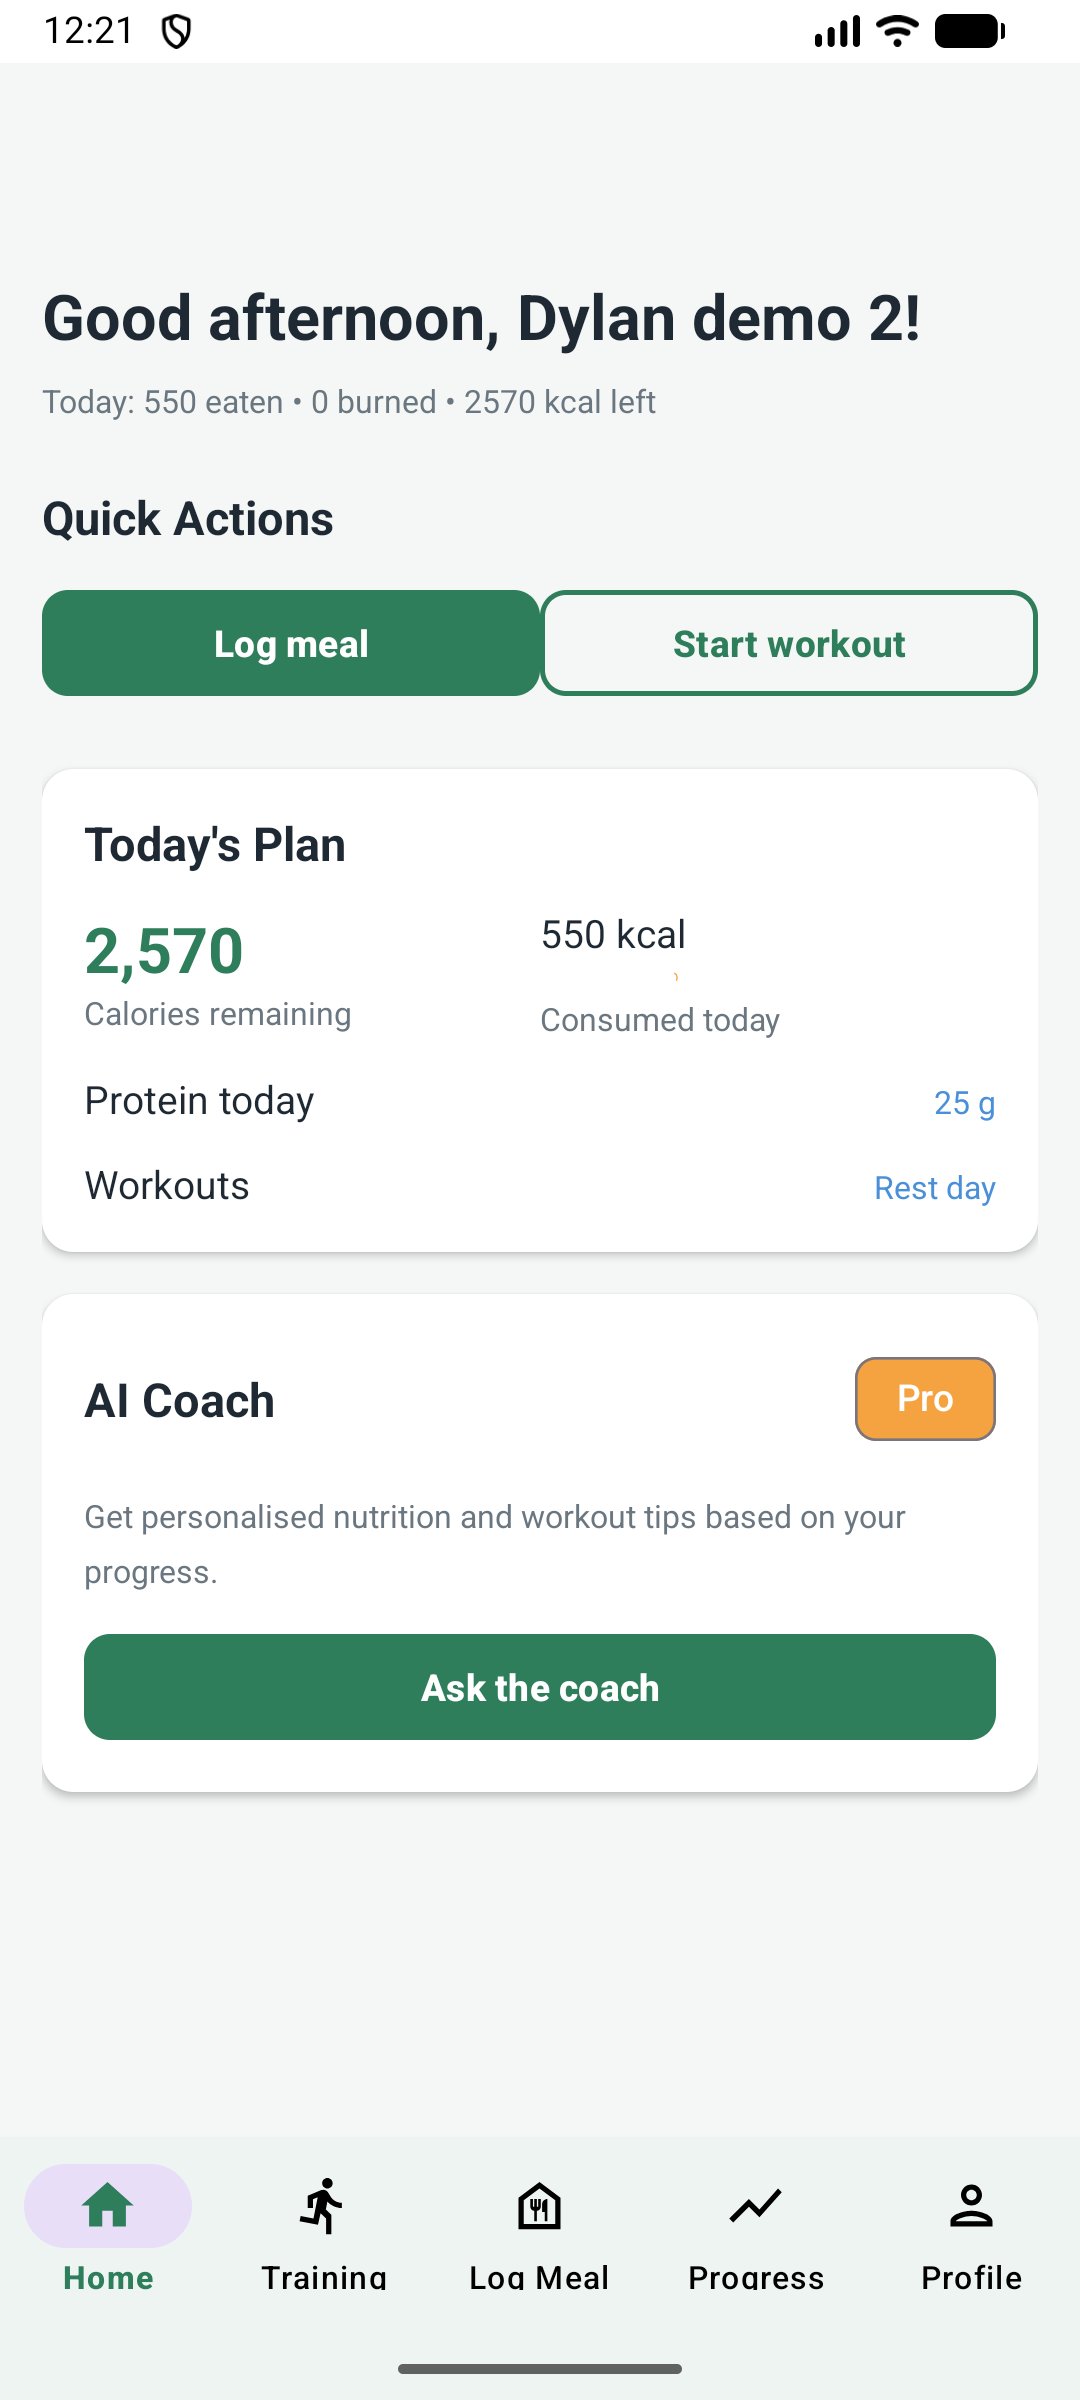 12:21
Good afternoon, Dylan demo 2!
Today: 550 eaten • 0 burned • 2570 kcal left
Quick Actions
Log meal
Start workout
Today's Plan
2,570
550 kcal
Calories remaining
Consumed today
Protein today
25 g
Workouts
Rest day
AI Coach
Pro
Get personalised nutrition and workout tips based on your
progress.
Ask the coach
Home
Training
Log Meal
Progress
Profile